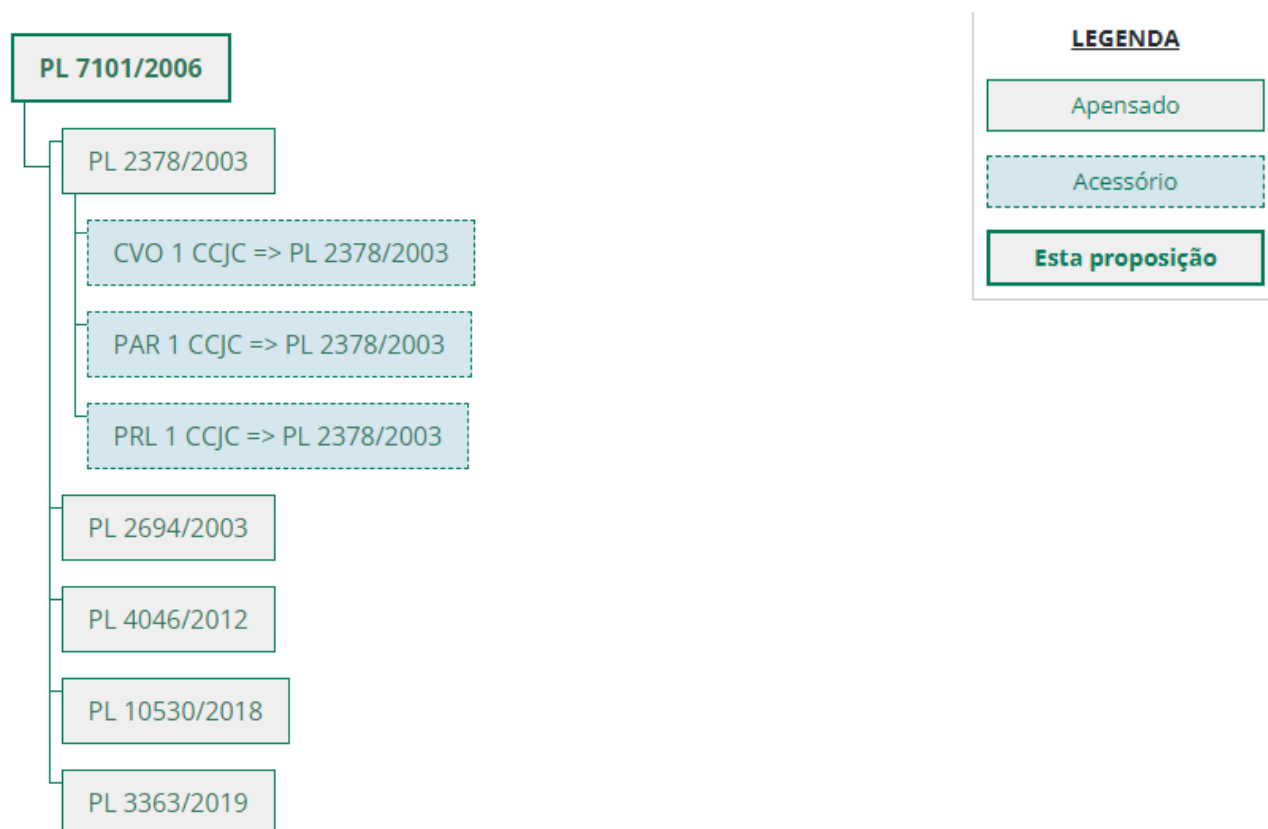 PL 7101/2006
PL 2378/2003
CVO 1 CCJC => PL 2378/2003
PAR 1 CCJC => PL 2378/2003
PRL 1 CCJC => PL 2378/2003
PL 2694/2003
PL 4046/2012
PL 10530/2018
PL 3363/2019
LEGENDA
Apensado
Acessório
Esta proposição